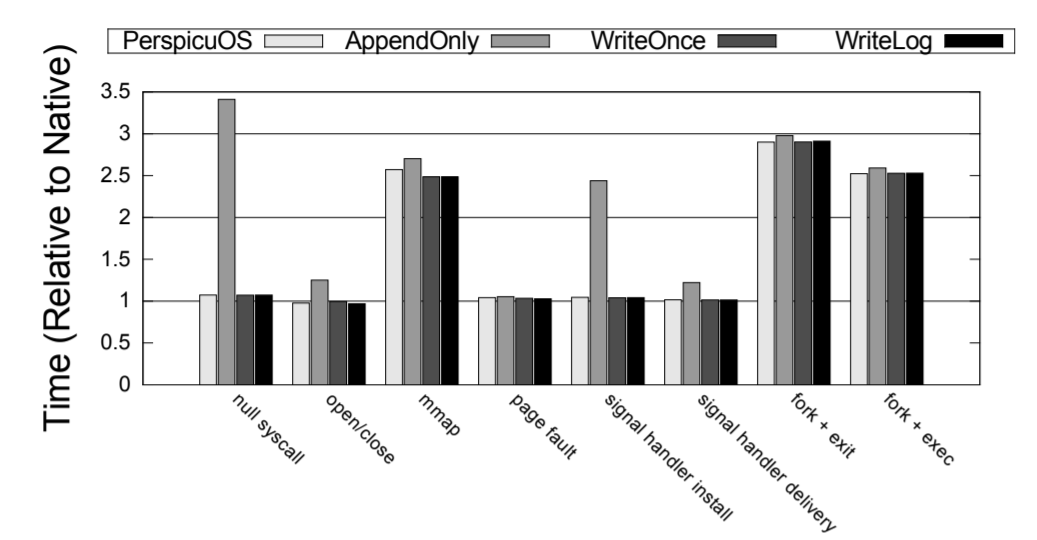 PerspicuOS AppendOnly WriteOnce WriteLog
Time (Relative to Native)
3.5
3
2.5
2
1.5
1
0.5
0
null syscall
open/close
mmap
page fault
signal handler install
signal handler delivery
fork + exit
fork + exec